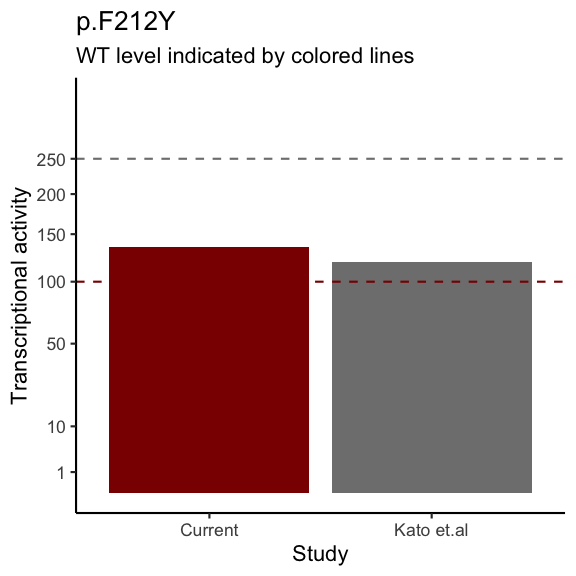 p.F212Y
WT level indicated by colored lines
Transcriptional activity
250
200
150
100
50
10
1
Current
Kato et.al
Study